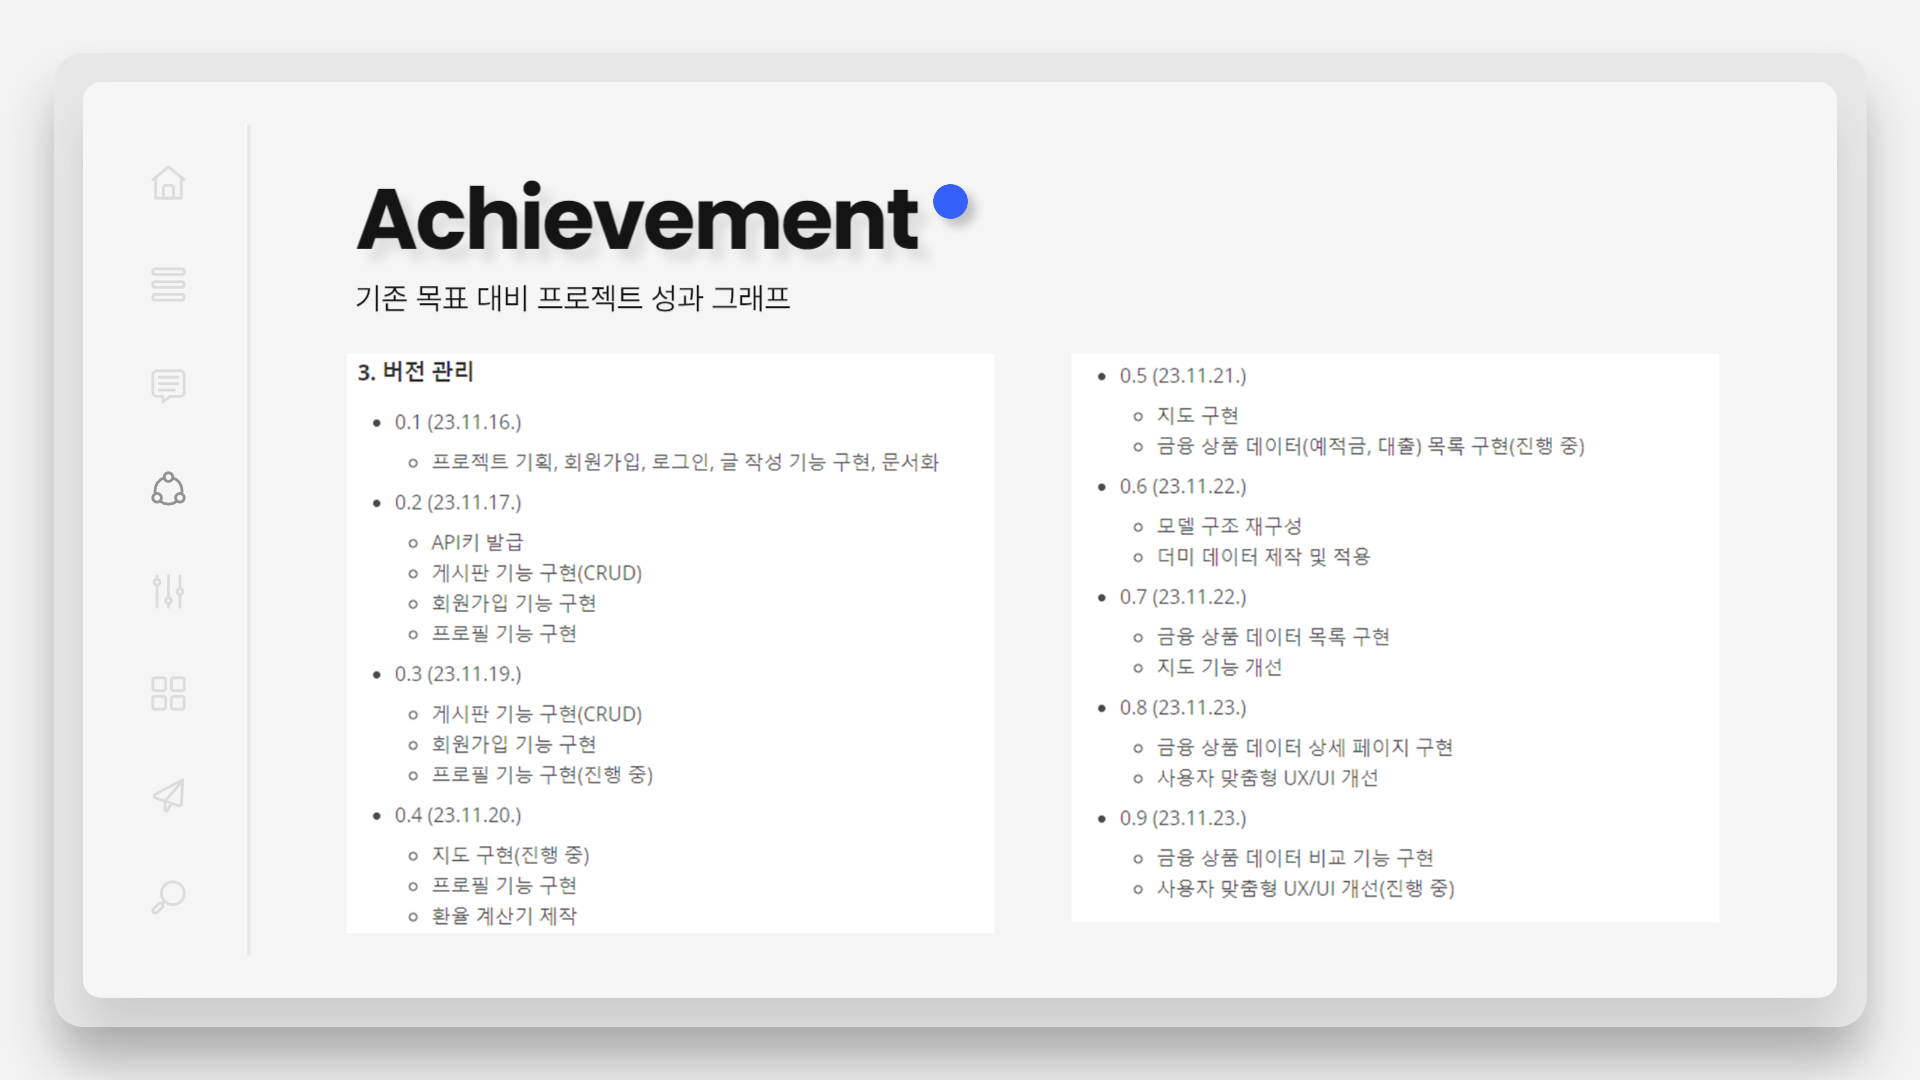 Achievement
기존 목표 대비 프로젝트 성과 그래프
3. 버전 관리
0.1 (23.11.16.)
프로젝트 기획, 회원가입, 로그인, 글 작성 기능 구현, 문서화
0.2 (23.11.17.)
API키 발급
게시판 기능 구현(CRUD)
회원가입 기능 구현
프로필 기능 구현
0.3 (23.11.19.)
게시판 기능 구현(CRUD)
회원가입 기능 구현
프로필 기능 구현(진행 중)
0.4 (23.11.20.)
지도 구현(진행 중)
프로필 기능 구현
환율 계산기 제작
0.5 (23.11.21.)
지도 구현
금융 상품 데이터(예적금, 대출) 목록 구현(진행 중)
0.6 (23.11.22.)
모델 구조 재구성
더미 데이터 제작 및 적용
0.7 (23.11.22.)
금융 상품 데이터 목록 구현
지도 기능 개선
0.8 (23.11.23.)
금융 상품 데이터 상세 페이지 구현
사용자 맞춤형 UX/UI 개선
0.9 (23.11.23.)
금융 상품 데이터 비교 기능 구현
사용자 맞춤형 UX/UI 개선(진행 중)